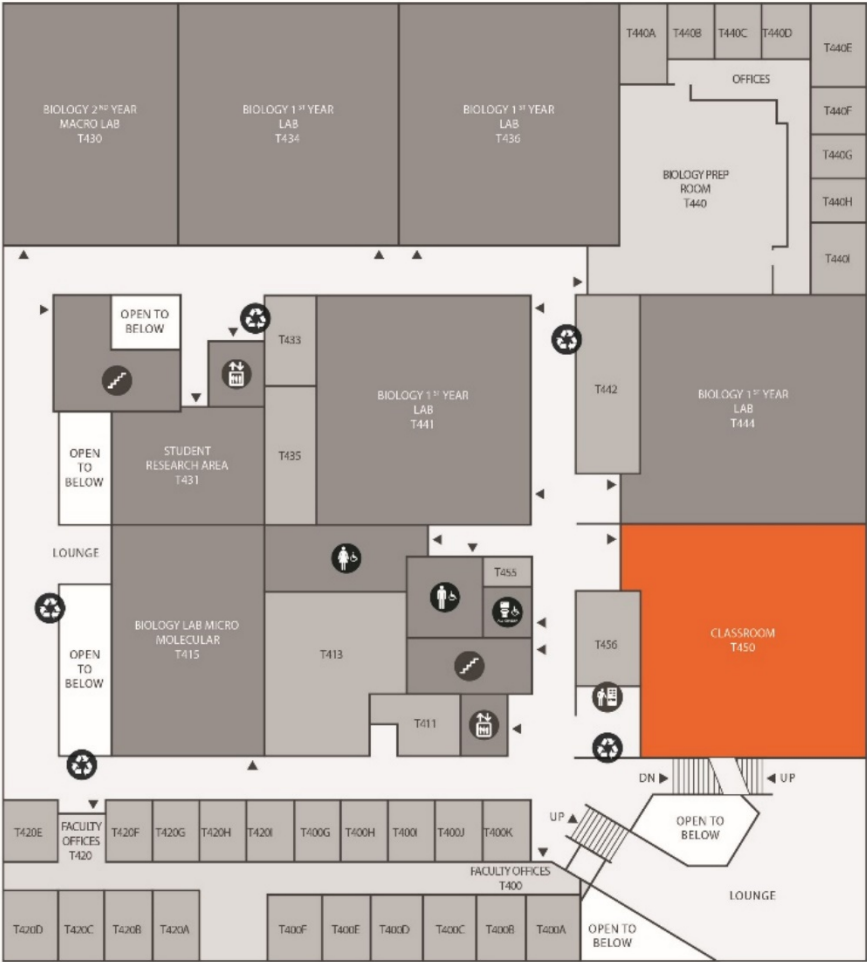 T440A
T440B
T440C
T440D
T440E
OFFICES
T440F
T440G
T440H
T440I
BIOLOGY 2ND YEAR
MACRO LAB
T430
BIOLOGY 1ST YEAR
LAB
T434
BIOLOGY 1ST YEAR
LAB
T436
BIOLOGY PREP
ROOM
T440
OPEN TO
BELOW
T433
BIOLOGY 1ST YEAR
LAB
T441
T442
BIOLOGY 1ST YEAR
LAB
T444
OPEN
TO
BELOW
STUDENT
RESEARCH AREA
T431
T435
LOUNGE
T455
BIOLOGY LAB MICRO
MOLECULAR
T415
OPEN
TO
BELOW
T413
T456
CLASSROOM
T450
T411
DN
UP
T420E
FACULTY
OFFICES
T420
T420F
T420G
T420H
T420I
T400G
T400H
T400I
T400J
T400K
UP
OPEN TO
BELOW
FACULTY OFFICES
T400
LOUNGE
T420D
T420C
T420B
T420A
T400F
T400E
T400D
T400C
T400B
T400A
OPEN TO
BELOW